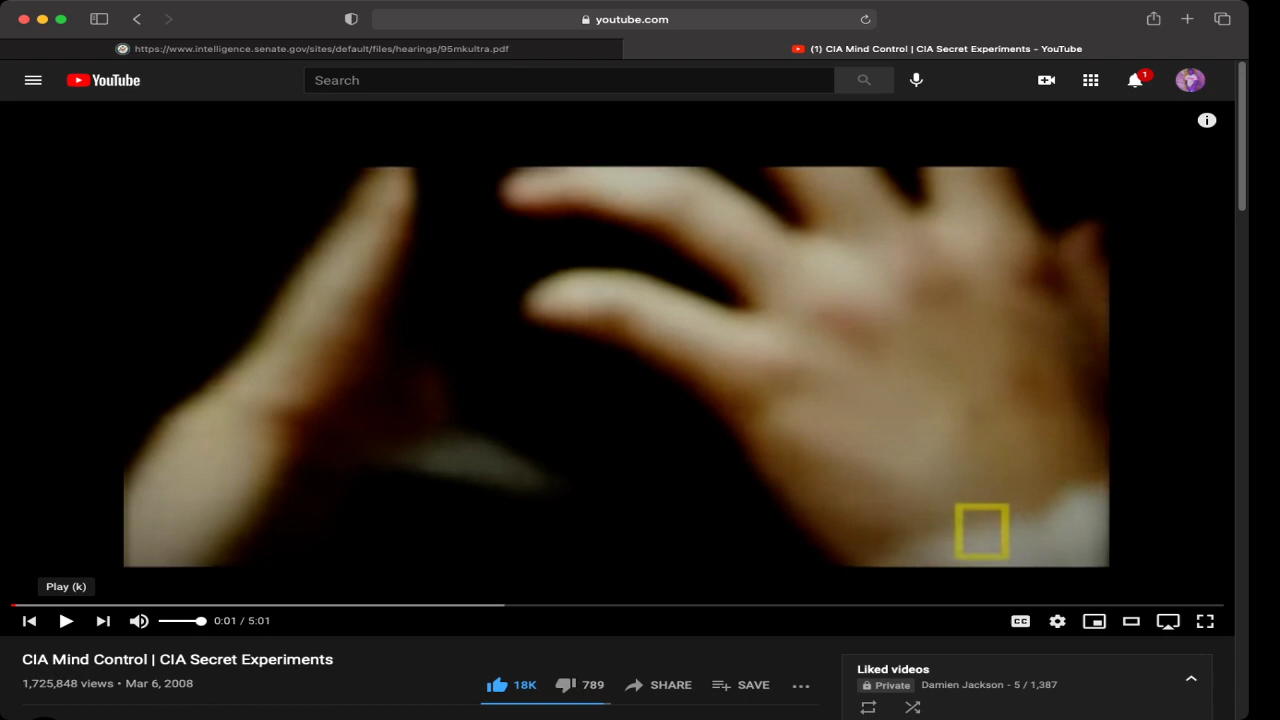 youtube.com
https://www.intelligence.senate.gov/sites/default/files/hearings/95mkultra.pdf
(1) CIA Mind Control | CIA Secret Experiments - YouTube
YouTube
Search
1
Play (k)
0:01 / 5:01
CC
CIA Mind Control | CIA Secret Experiments
1,725,848 views • Mar 6, 2008
18K
789
SHARE
SAVE
Liked videos
Private
Damien Jackson - 5 / 1,387